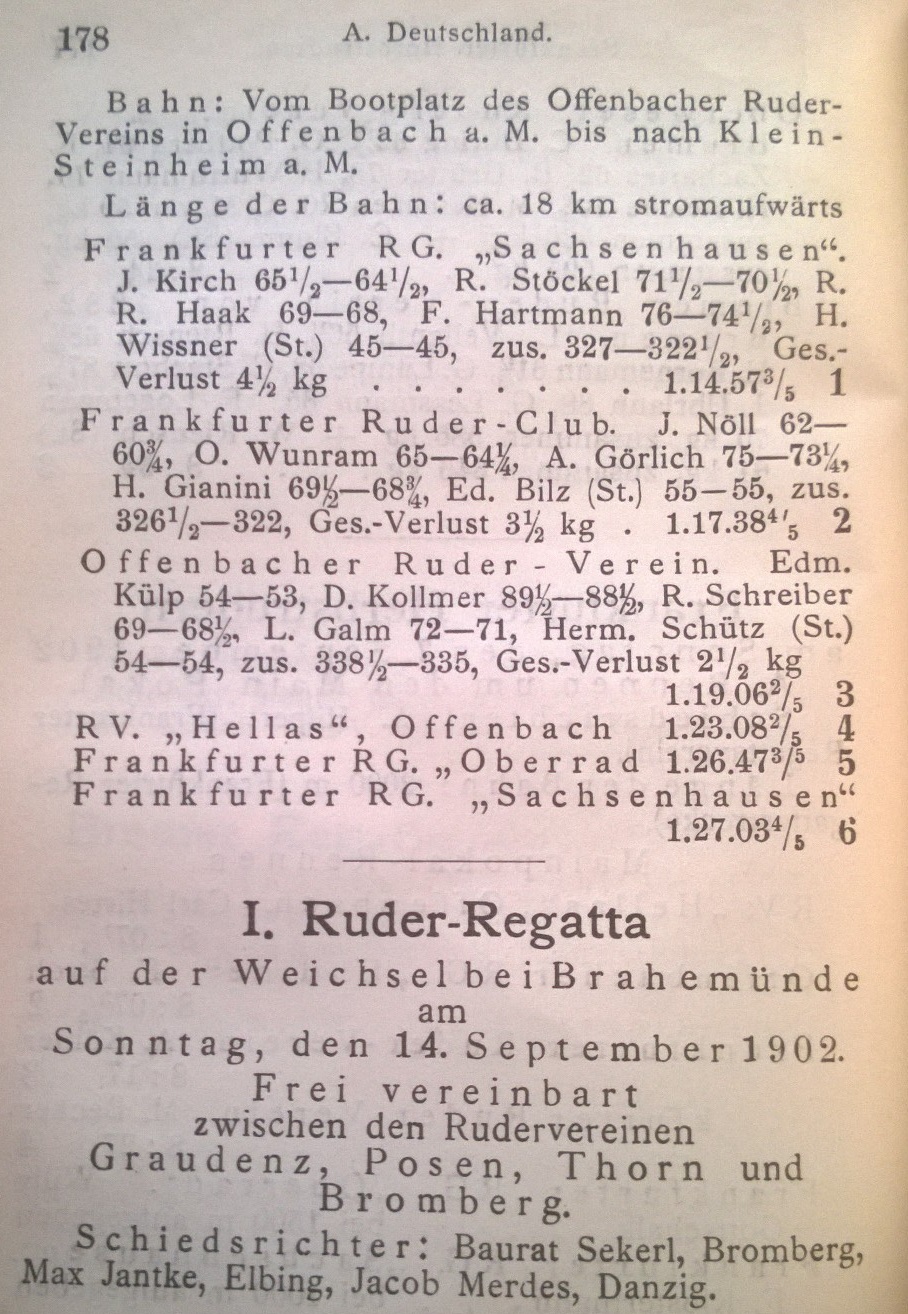 178
A. Deutschland.
Bahn: Vom Bootplatz des Offenbacher Ruder-
Vereins in Offenbach a. M. bis nach Klein-
Steinheim a. M.
Länge der Bahn: ca. 18 km stromaufwärts
Frankfurter RG. „Sachsenhausen“.
J. Kirch 65¹/₂—64¹/₂, R. Stöckel 71¹/₂—70½, R.
R. Haak 69—68, F. Hartmann 76—74¹/₂, H.
Wissner (St.) 45—45, zus. 327—322¹/₂, Ges.-
Verlust 4½ kg . . . . . . . 1.14.57³/₅ 1
Frankfurter Ruder-Club. J. Nöll 62—
60¾, O. Wunram 65—64¼, A. Görlich 75—73¼,
H. Gianini 69½—68¾, Ed. Bilz (St.) 55—55, zus.
326¹/₂—322, Ges.-Verlust 3½ kg . 1.17.38⁴/₅ 2
Offenbacher Ruder-Verein. Edm.
Külp 54—53, D. Kollmer 89½—88½, R. Schreiber
69—68½, L. Galm 72—71, Herm. Schütz (St.)
54—54, zus. 338½—335, Ges.-Verlust 2¹/₂ kg
1.19.06²/₅ 3
RV. „Hellas“, Offenbach 1.23.08²/₅ 4
Frankfurter RG. „Oberrad 1.26.47³/₅ 5
Frankfurter RG. „Sachsenhausen“
1.27.03⁴/₅ 6
I. Ruder-Regatta
auf der Weichsel bei Brahemünde
am
Sonntag, den 14. September 1902.
Frei vereinbart
zwischen den Rudervereinen
Graudenz, Posen, Thorn und
Bromberg.
Schiedsrichter: Baurat Sekerl, Bromberg,
Max Jantke, Elbing, Jacob Merdes, Danzig.